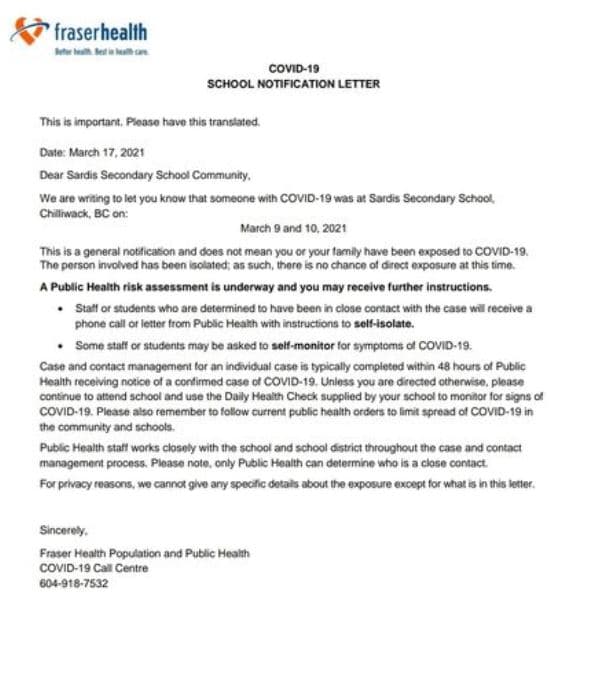 fraserhealth
Better health. Best in health care.
COVID-19
SCHOOL NOTIFICATION LETTER
This is important. Please have this translated.
Date: March 17, 2021
Dear Sardis Secondary School Community,
We are writing to let you know that someone with COVID-19 was at Sardis Secondary School,
Chilliwack, BC on:
March 9 and 10, 2021
This is a general notification and does not mean you or your family have been exposed to COVID-19.
The person involved has been isolated; as such, there is no chance of direct exposure at this time.
A Public Health risk assessment is underway and you may receive further instructions.
• Staff or students who are determined to have been in close contact with the case will receive a
phone call or letter from Public Health with instructions to self-isolate.
• Some staff or students may be asked to self-monitor for symptoms of COVID-19.
Case and contact management for an individual case is typically completed within 48 hours of Public
Health receiving notice of a confirmed case of COVID-19. Unless you are directed otherwise, please
continue to attend school and use the Daily Health Check supplied by your school to monitor for signs of
COVID-19. Please also remember to follow current public health orders to limit spread of COVID-19 in
the community and schools.
Public Health staff works closely with the school and school district throughout the case and contact
management process. Please note, only Public Health can determine who is a close contact.
For privacy reasons, we cannot give any specific details about the exposure except for what is in this letter.
Sincerely,
Fraser Health Population and Public Health
COVID-19 Call Centre
604-918-7532